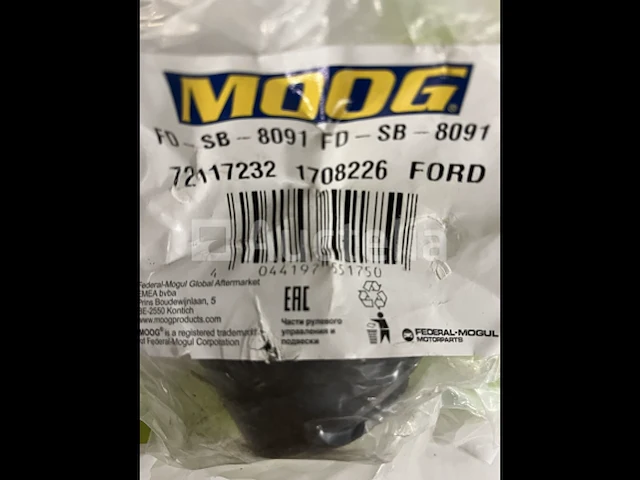 MOOG®
FD-SB-8091 FD-SB-8091
72117232 1708226 FORD
Auctelia
4 044197 551750
Federal-Mogul Global Aftermarket
EMEA bvba
Prins Boudewijnlaan, 5
BE-2550 Kontich
www.moogproducts.com
MOOG® is a registered trademark
Federal-Mogul Corporation
EAC
Части рулевого
управления и
подвески
FEDERAL-MOGUL
MOTORPARTS